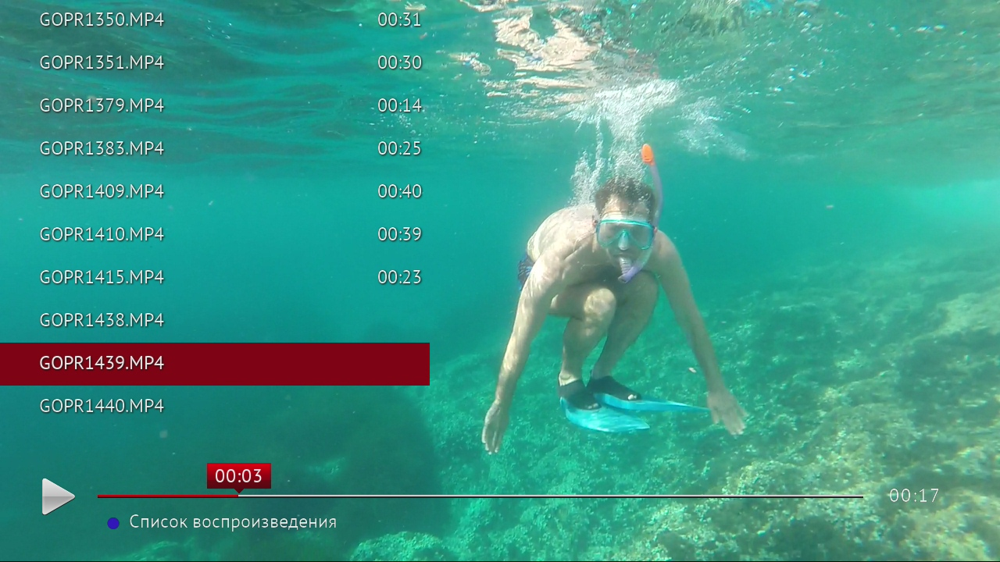 GOPR1350.MP4 00:31
GOPR1351.MP4 00:30
GOPR1379.MP4 00:14
GOPR1383.MP4 00:25
GOPR1409.MP4 00:40
GOPR1410.MP4 00:39
GOPR1415.MP4 00:23
GOPR1438.MP4
GOPR1439.MP4
GOPR1440.MP4
00:03
00:17
Список воспроизведения